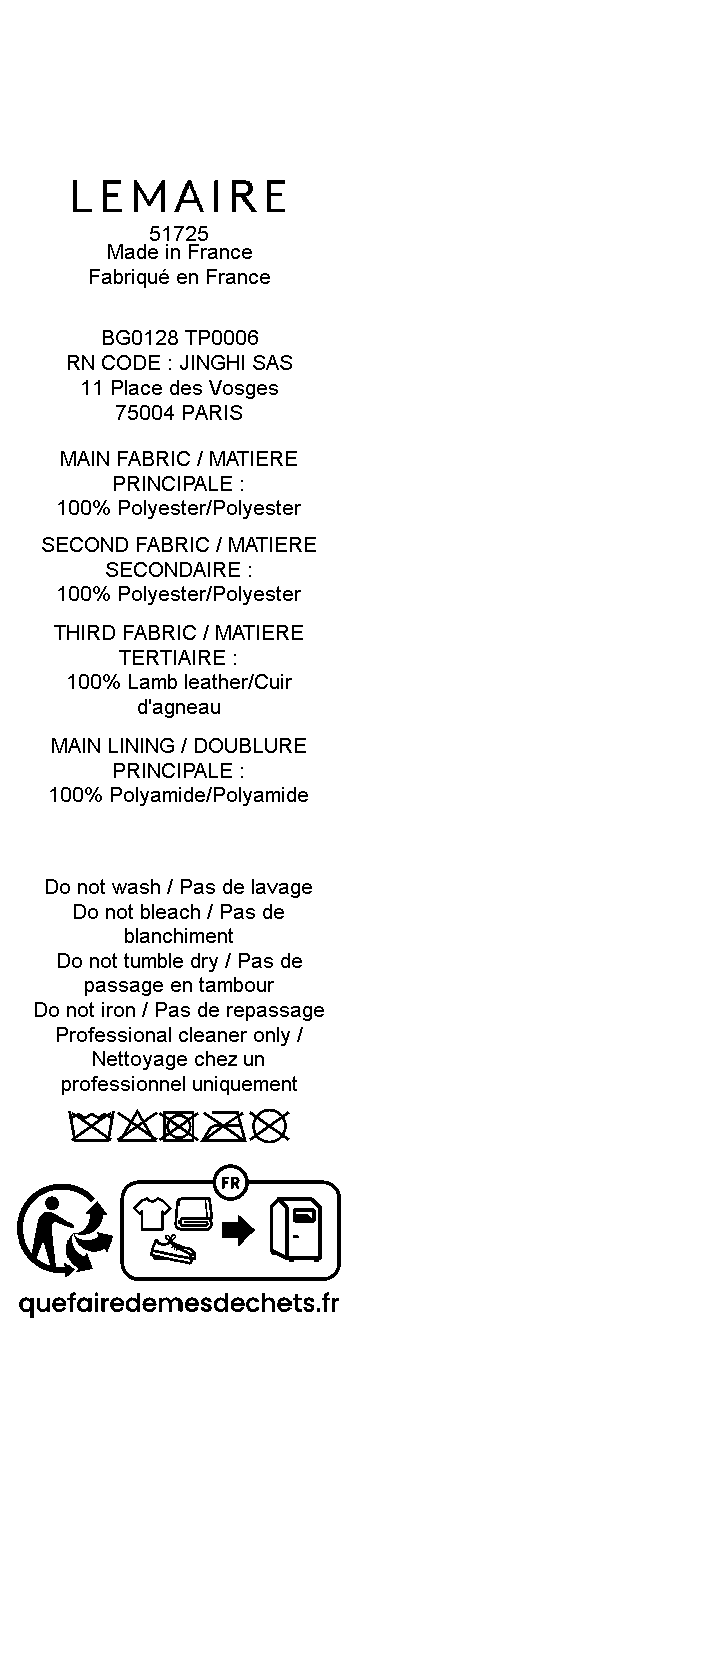 LEMAIRE
51725
Made in France
Fabriqué en France
BG0128 TP0006
RN CODE : JINGHI SAS
11 Place des Vosges
75004 PARIS
MAIN FABRIC / MATIERE
PRINCIPALE :
100% Polyester/Polyester
SECOND FABRIC / MATIERE
SECONDAIRE :
100% Polyester/Polyester
THIRD FABRIC / MATIERE
TERTIAIRE :
100% Lamb leather/Cuir
d'agneau
MAIN LINING / DOUBLURE
PRINCIPALE :
100% Polyamide/Polyamide
Do not wash / Pas de lavage
Do not bleach / Pas de
blanchiment
Do not tumble dry / Pas de
passage en tambour
Do not iron / Pas de repassage
Professional cleaner only /
Nettoyage chez un
professionnel uniquement
FR
quefairedemesdechets.fr